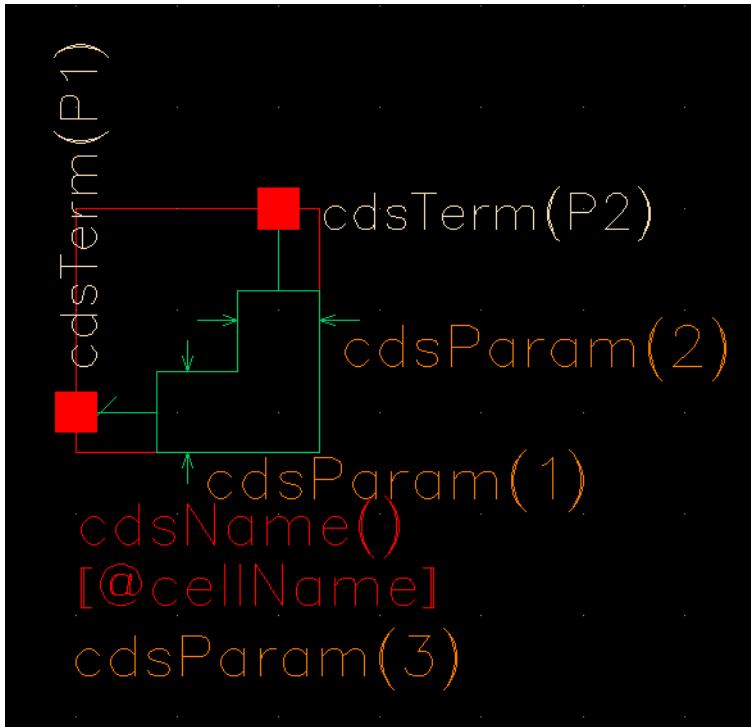 cdsTerm(P1)
cdsTerm(P2)
cdsParam(2)
cdsParam(1)
cdsName()
[@cellName]
cdsParam(3)